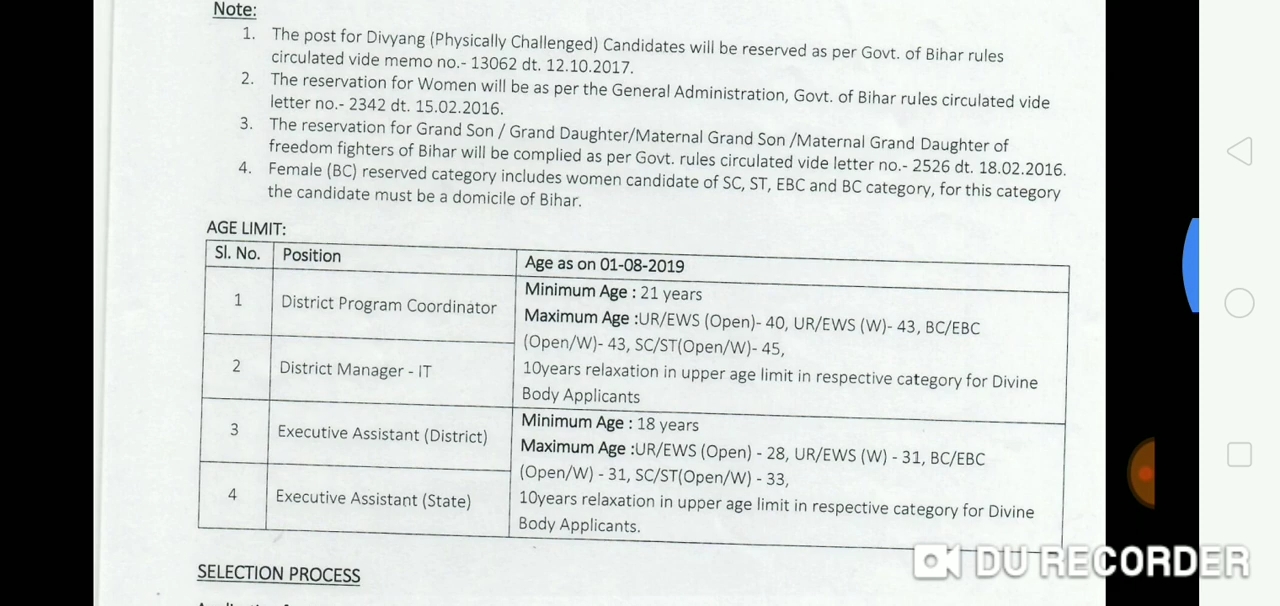 Note:
1. The post for Divyang (Physically Challenged) Candidates will be reserved as per Govt. of Bihar rules
circulated vide memo no.- 13062 dt. 12.10.2017.
2. The reservation for Women will be as per the General Administration, Govt. of Bihar rules circulated vide
letter no.- 2342 dt. 15.02.2016.
3. The reservation for Grand Son / Grand Daughter/Maternal Grand Son /Maternal Grand Daughter of
freedom fighters of Bihar will be complied as per Govt. rules circulated vide letter no.- 2526 dt. 18.02.2016.
4. Female (BC) reserved category includes women candidate of SC, ST, EBC and BC category, for this category
the candidate must be a domicile of Bihar.
AGE LIMIT:
Sl. No. Position Age as on 01-08-2019
1 District Program Coordinator
2 District Manager - IT
Minimum Age : 21 years
Maximum Age :UR/EWS (Open)- 40, UR/EWS (W)- 43, BC/EBC
(Open/W)- 43, SC/ST(Open/W)- 45,
10years relaxation in upper age limit in respective category for Divine
Body Applicants
3 Executive Assistant (District)
4 Executive Assistant (State)
Minimum Age : 18 years
Maximum Age :UR/EWS (Open) - 28, UR/EWS (W) - 31, BC/EBC
(Open/W) - 31, SC/ST(Open/W) - 33,
10years relaxation in upper age limit in respective category for Divine
Body Applicants.
SELECTION PROCESS
DU RECORDER